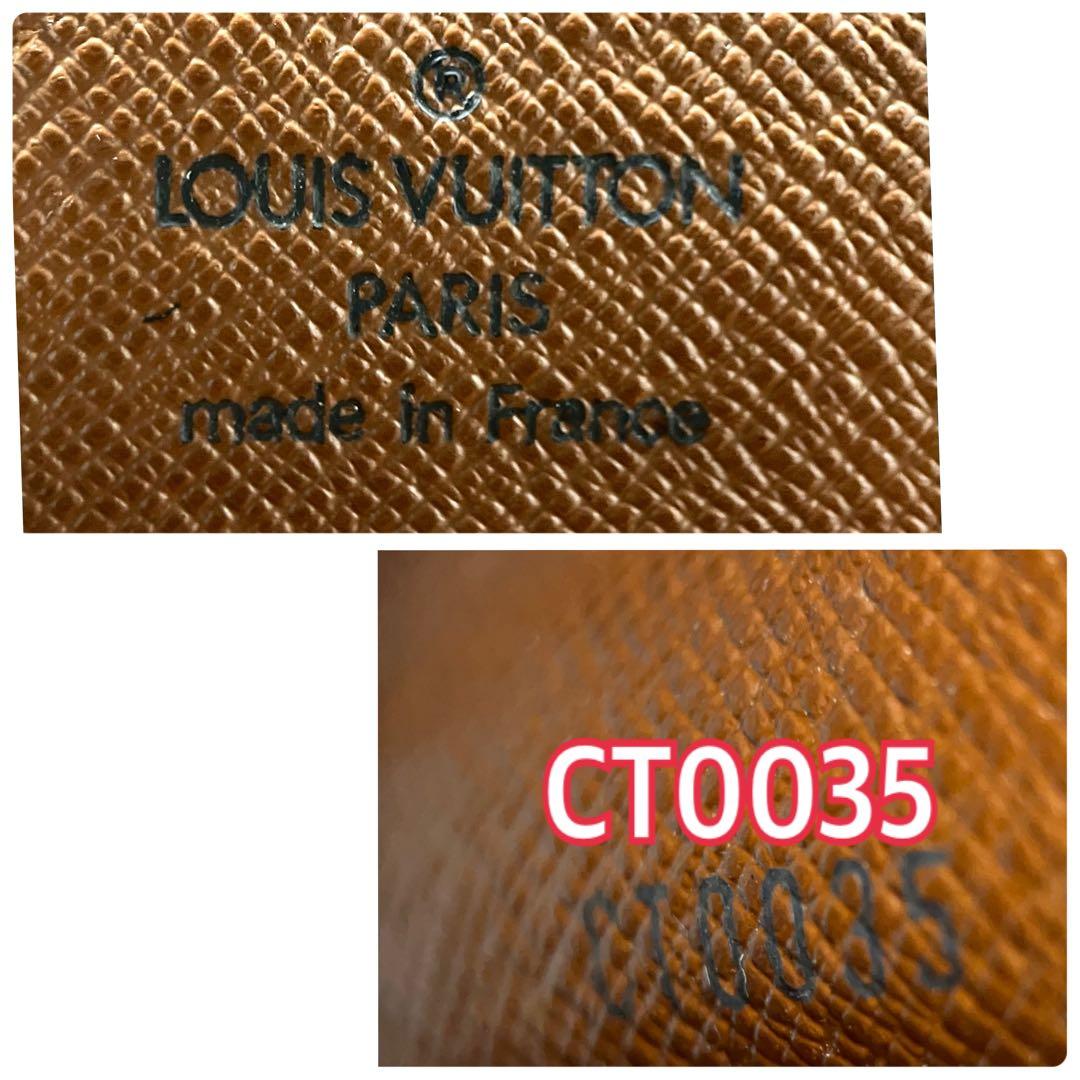 ®
LOUIS VUITTON
PARIS
made in France
CT0035
CT0035